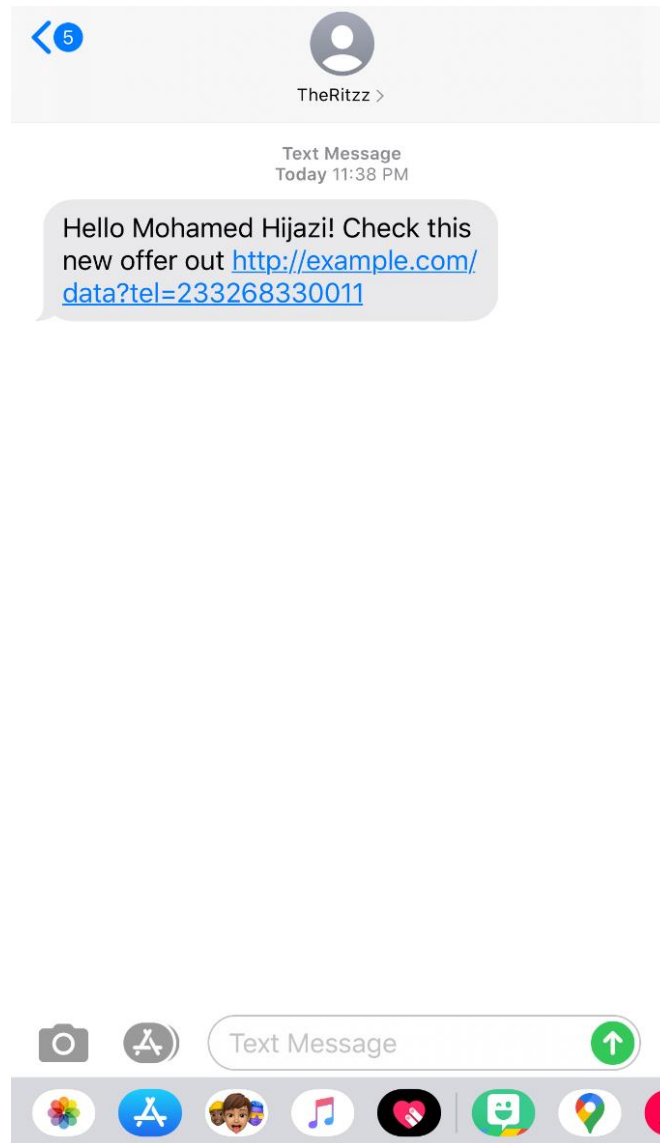 5
TheRitzz >
Text Message
Today 11:38 PM
Hello Mohamed Hijazi! Check this
new offer out http://example.com/
data?tel=233268330011
Text Message